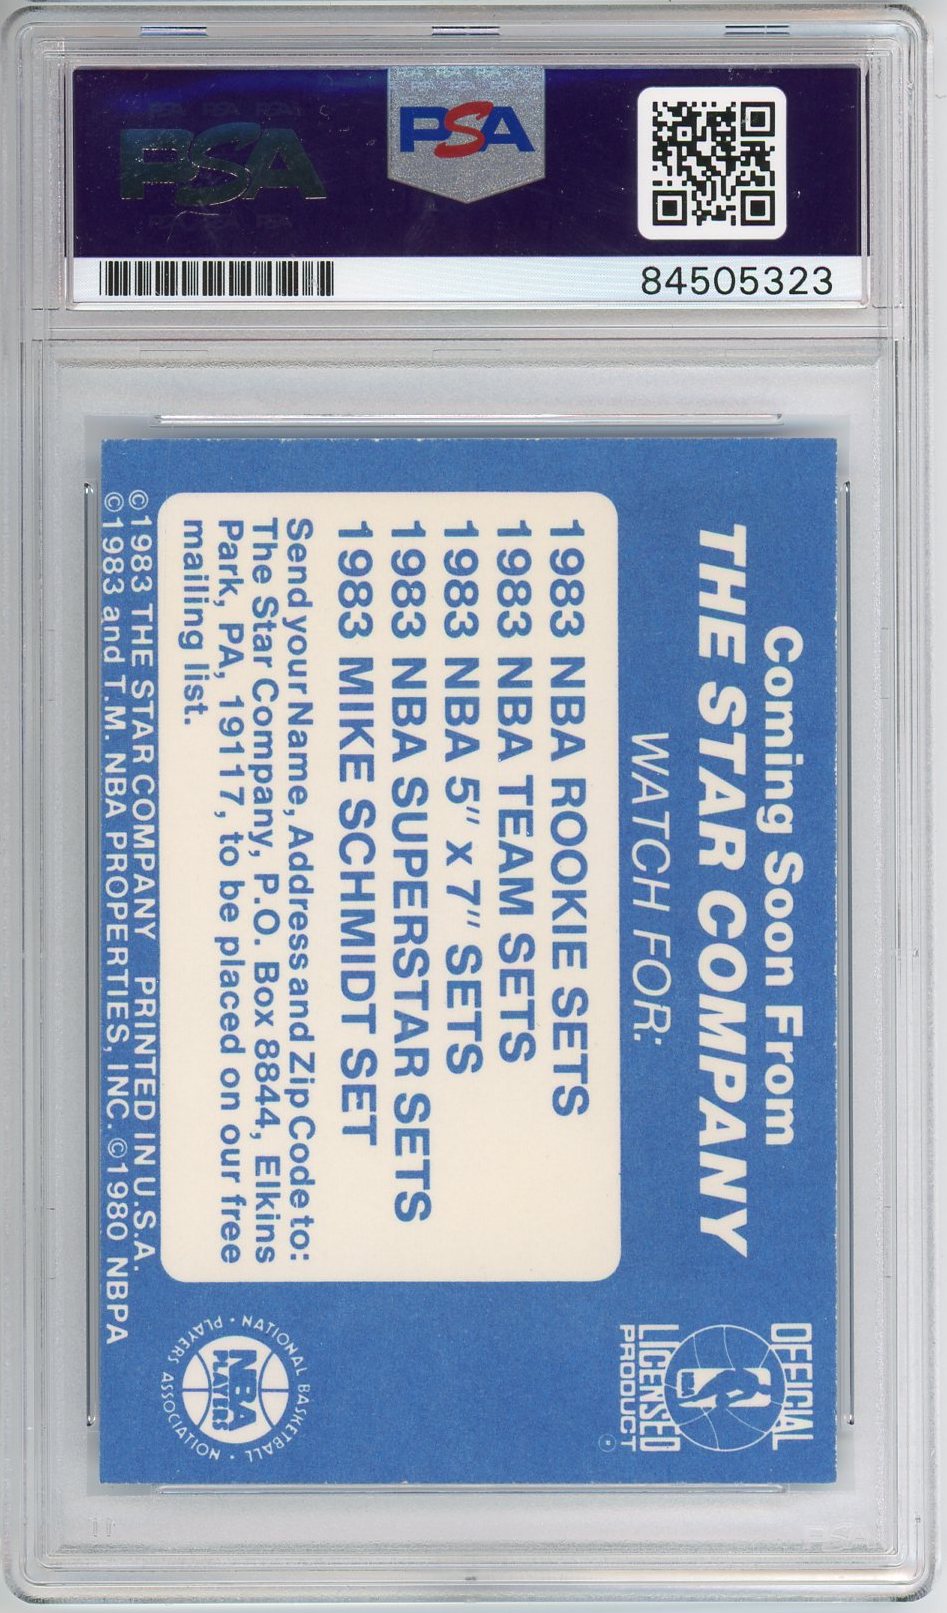 PSA
PSA
84505323
Coming Soon From
THE STAR COMPANY
WATCH FOR:
1983 NBA ROOKIE SETS
1983 NBA TEAM SETS
1983 NBA 5" x 7" SETS
1983 NBA SUPERSTAR SETS
1983 MIKE SCHMIDT SET
Send your Name, Address and Zip Code to:
The Star Company, P.O. Box 8844, Elkins
Park, PA, 19117, to be placed on our free
mailing list.
©1983 THE STAR COMPANY PRINTED IN U.S.A.
©1983 and T.M. NBA PROPERTIES, INC. ©1980 NBPA
OFFICIAL
NBA
LICENSED
PRODUCT
NATIONAL BASKETBALL
PLAYERS ASSOCIATION
NBA
PLAYERS
PSA